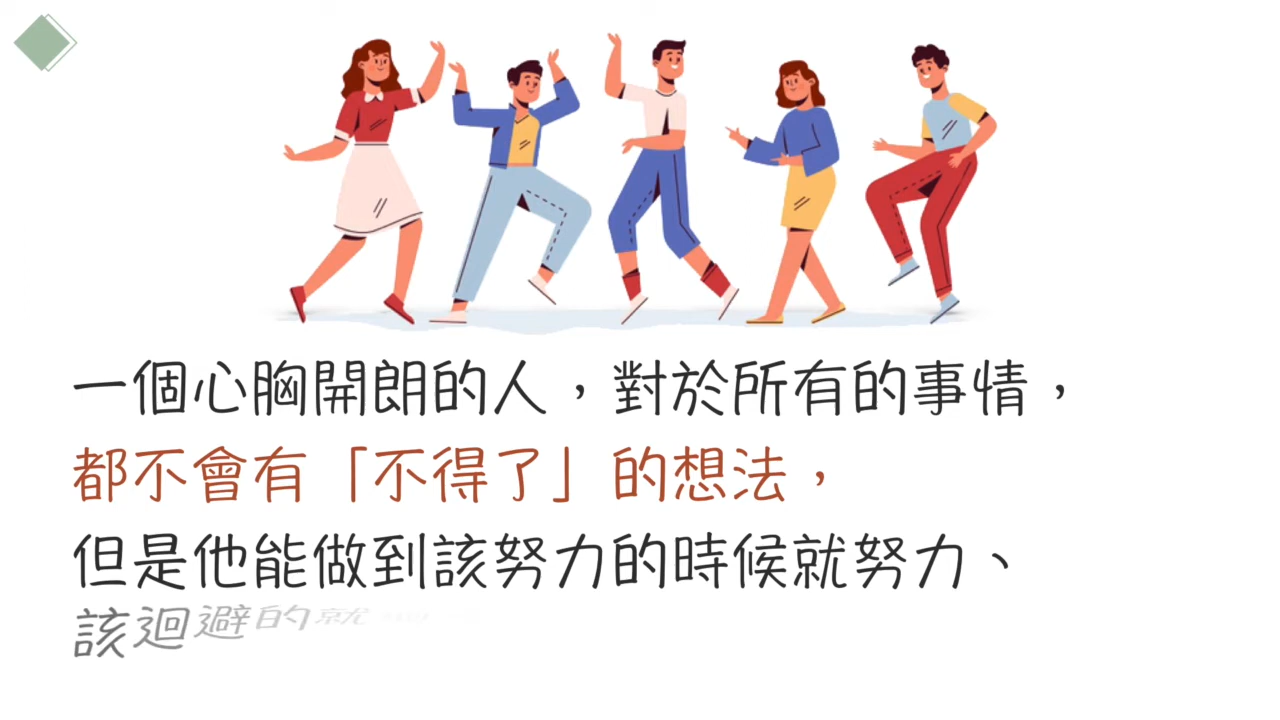 一個心胸開朗的人，對於所有的事情，
都不會有「不得了」的想法，
但是他能做到該努力的時候就努力、
該迴避的就